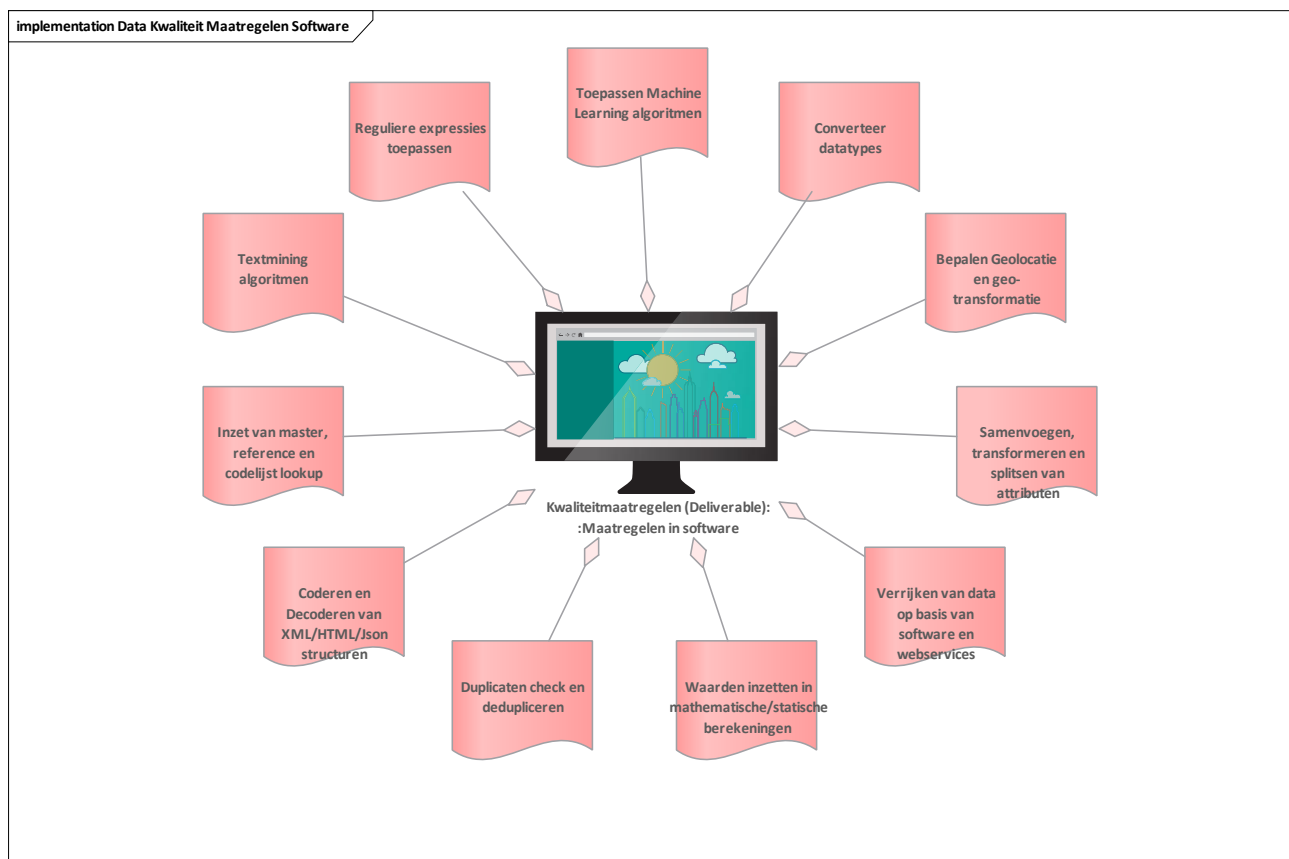 implementation Data Kwaliteit Maatregelen Software
Toepassen Machine
Learning algoritmen
Reguliere expressies
toepassen
Converteer
datatypes
Textmining
algoritmen
Bepalen Geolocatie
en geo-
transformatie
Inzet van master,
reference en
codelijst lookup
Samenvoegen,
transformeren en
splitsen van
attributen
Kwaliteitmaatregelen (Deliverable):
:Maatregelen in software
Coderen en
Decoderen van
XML/HTML/Json
structuren
Verrijken van data
op basis van
software en
webservices
Duplicaten check en
dedupliceren
Waarden inzetten in
mathematische/statische
berekeningen